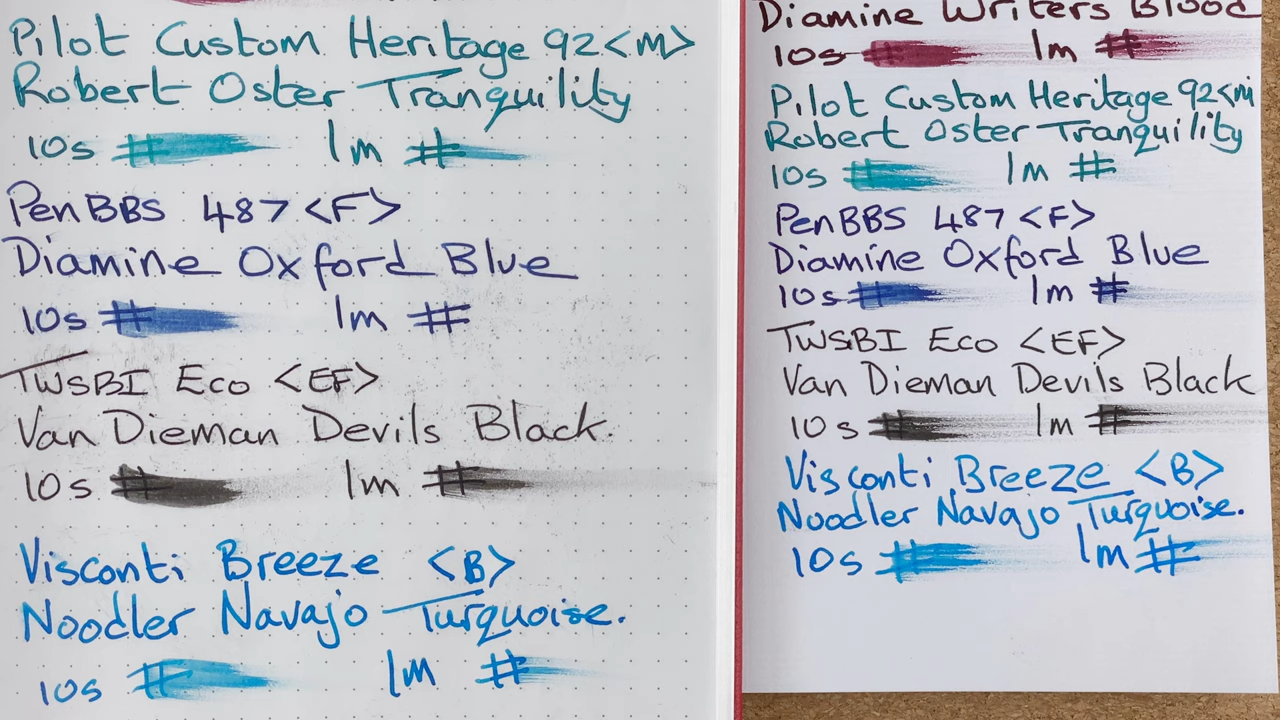 Pilot Custom Heritage 92<M>
Robert Oster Tranquility
10s # 1m #
PenBBS 487 <F>
Diamine Oxford Blue
10s # 1m #
TWSBI Eco <EF>
Van Dieman Devils Black.
10s # 1m #
Visconti Breeze <B>
Noodler Navajo Turquoise.
10s # 1m #
Diamine Writers Blood
10s # 1m #
Pilot Custom Heritage 92<M
Robert Oster Tranquility
10s # 1m #
PenBBS 487 <F>
Diamine Oxford Blue
10s # 1m #
TWSBI Eco <EF>
Van Dieman Devils Black
10s # 1m #
Visconti Breeze <B>
Noodler Navajo Turquoise.
10s # 1m #